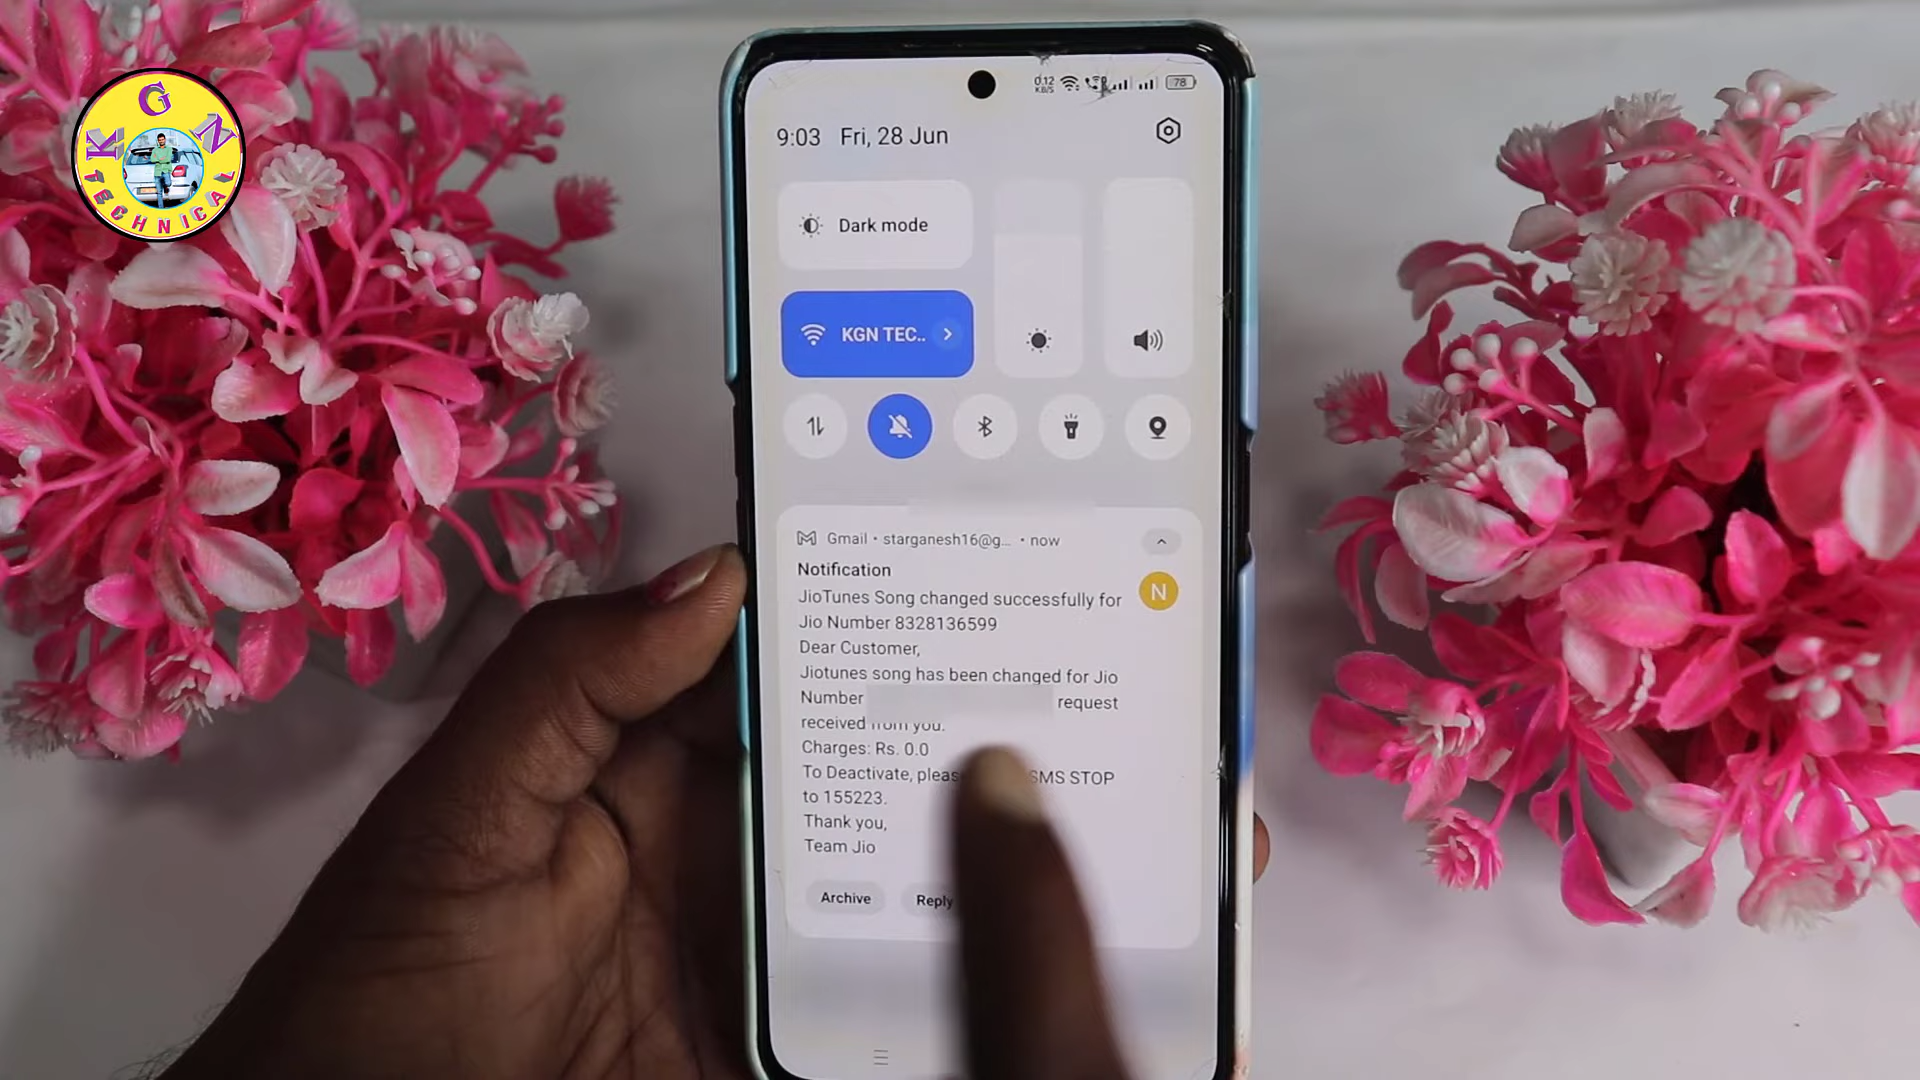 KGN
TECHNICAL
0.12
KB/S
78
9:03 Fri, 28 Jun
Dark mode
KGN TEC..
Gmail • starganesh16@g... • now
Notification
N
JioTunes Song changed successfully for
Jio Number 8328136599
Dear Customer,
Jiotunes song has been changed for Jio
Number request
received from you.
Charges: Rs. 0.0
To Deactivate, SMS STOP
to 155223.
Thank you,
Team Jio
Archive Reply